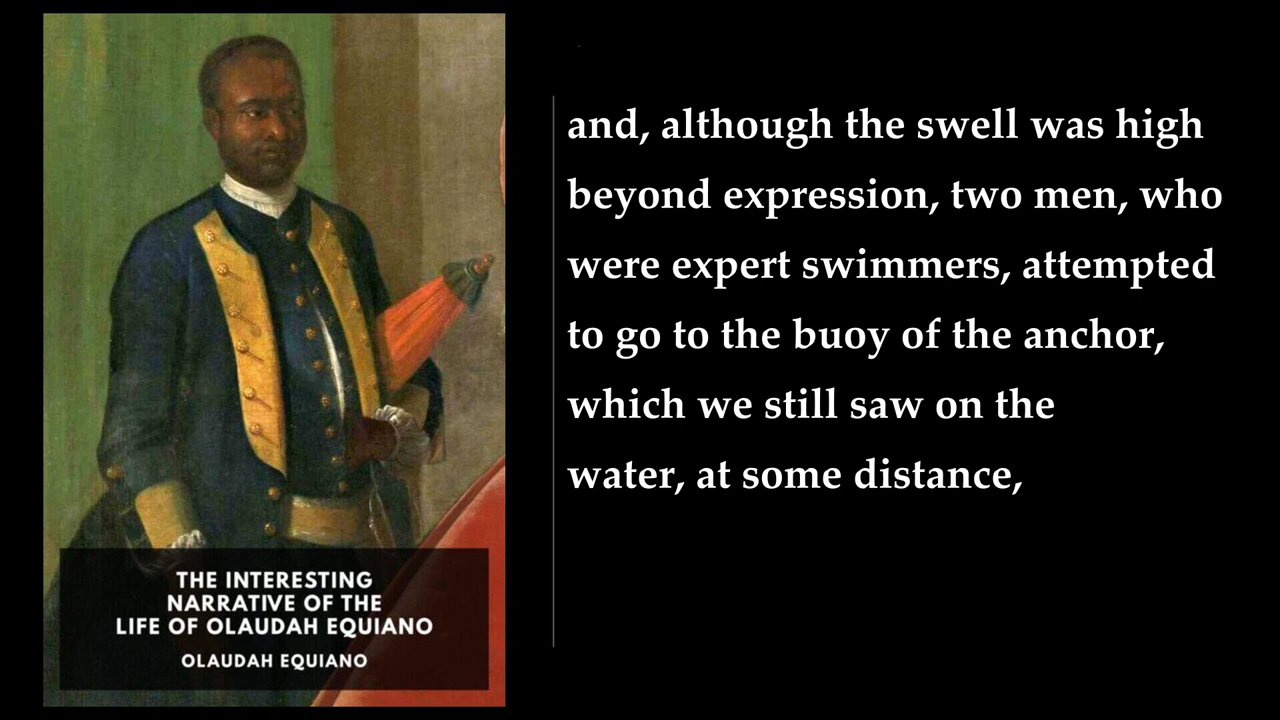 THE INTERESTING
NARRATIVE OF THE
LIFE OF OLAUDAH EQUIANO
OLAUDAH EQUIANO
and, although the swell was high
beyond expression, two men, who
were expert swimmers, attempted
to go to the buoy of the anchor,
which we still saw on the
water, at some distance,